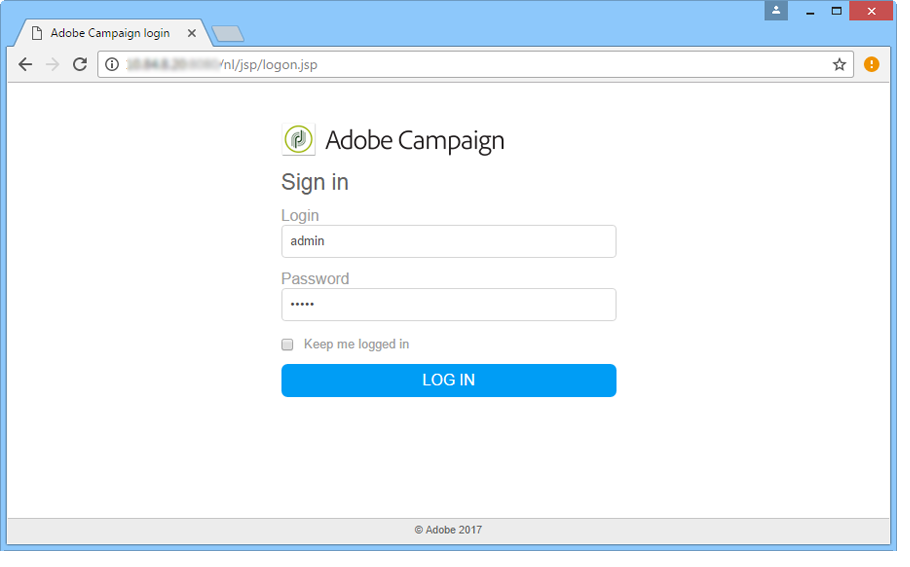 Adobe Campaign login
/nl/jsp/logon.jsp
Adobe Campaign
Sign in
Login
admin
Password
•••••
Keep me logged in
LOG IN
© Adobe 2017